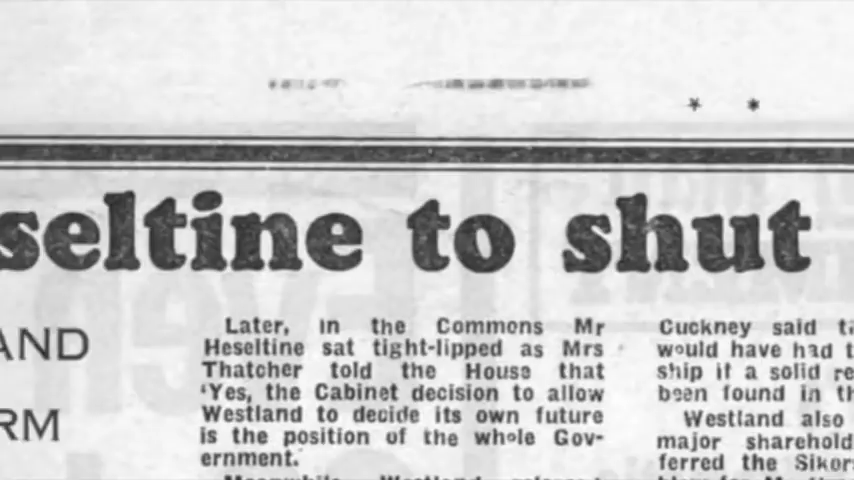 * *
seltine to shut
AND
RM
Later, in the Commons Mr
Heseltine sat tight-lipped as Mrs
Thatcher told the House that
‘Yes, the Cabinet decision to allow
Westland to decide its own future
is the position of the whole Gov-
ernment.
Cuckney said
would have had
ship if a solid re
been found in th
Westland also
major sharehold
ferred the Sikors